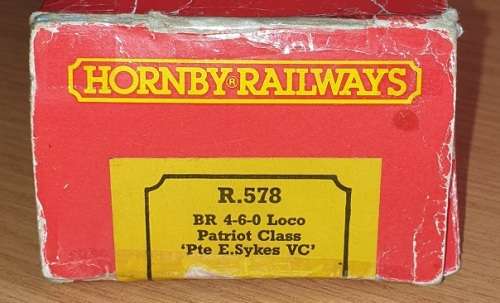 HORNBY® RAILWAYS
R.578
BR 4-6-0 Loco
Patriot Class
'Pte E.Sykes VC'